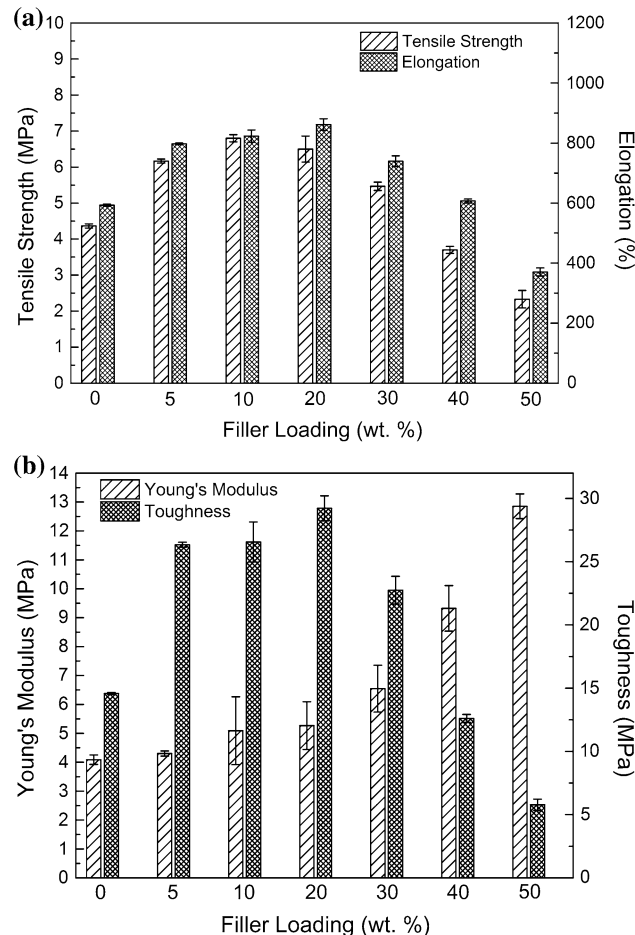 (a)
10
9
8
7
6
5
4
3
2
1
0
Tensile Strength (MPa)
Tensile Strength
Elongation
1200
1000
800
600
400
200
0
Elongation (%)
0 5 10 20 30 40 50
Filler Loading (wt. %)
(b)
14
13
12
11
10
9
8
7
6
5
4
3
2
1
0
Young's Modulus (MPa)
Young's Modulus
Toughness
30
25
20
15
10
5
0
Toughness (MPa)
0 5 10 20 30 40 50
Filler Loading (wt. %)